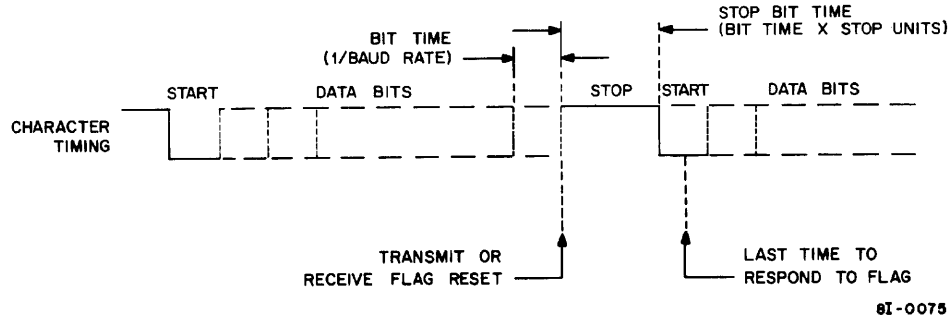 STOP BIT TIME
(BIT TIME X STOP UNITS)
BIT TIME
(1/BAUD RATE)
START
DATA BITS
STOP
START
DATA BITS
CHARACTER
TIMING
TRANSMIT OR
RECEIVE FLAG RESET
LAST TIME TO
RESPOND TO FLAG
8I-0075